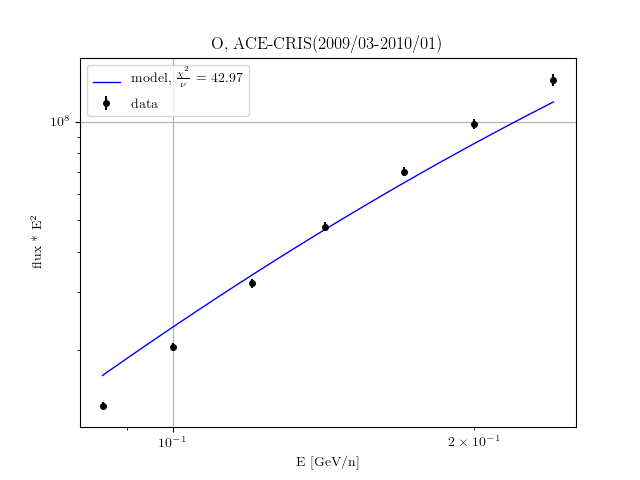 O, ACE-CRIS(2009/03-2010/01)
model, χ²/ν = 42.97
data
10⁸
flux * E²
10⁻¹
2 × 10⁻¹
E [GeV/n]